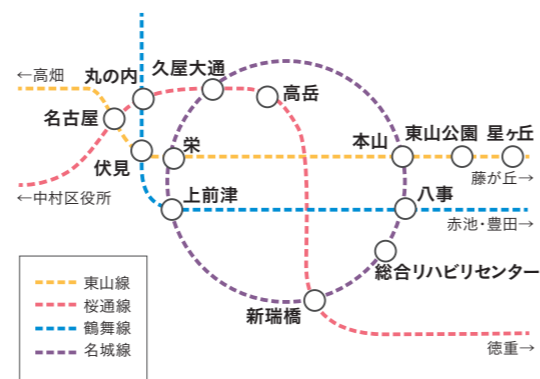 久屋大通
丸の内
←高畑
高岳
名古屋
栄
本山
東山公園
星ヶ丘
伏見
藤が丘→
←中村区役所
上前津
八事
赤池・豊田→
総合リハビリセンター
東山線
桜通線
鶴舞線
名城線
新瑞橋
徳重→